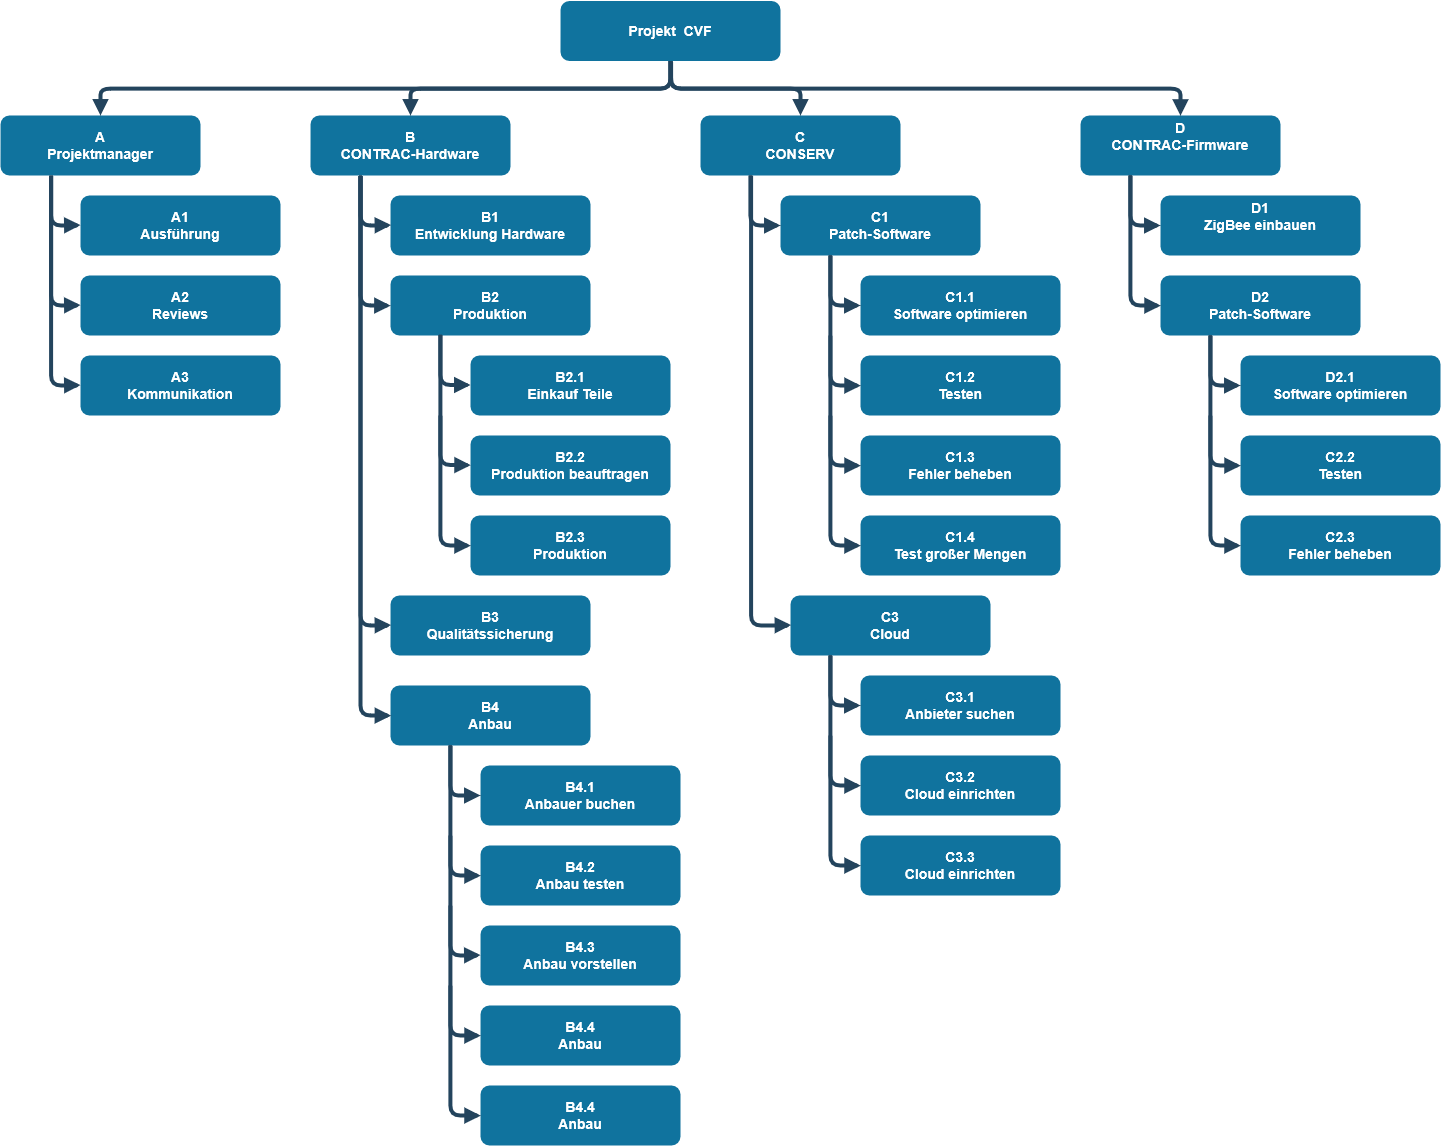 Projekt  CVF
A
Projektmanager
A1
Ausführung
A2
Reviews
A3
Kommunikation
B
CONTRAC-Hardware
B1
Entwicklung Hardware
B2
Produktion
B2.1
Einkauf Teile
B2.2
Produktion beauftragen
B2.3
Produktion
B3
Qualitätssicherung
B4
Anbau
B4.1
Anbauer buchen
B4.2
Anbau testen
B4.3
Anbau vorstellen
B4.4
Anbau
B4.4
Anbau
C
CONSERV
C1
Patch-Software
C1.1
Software optimieren
C1.2
Testen
C1.3
Fehler beheben
C1.4
Test großer Mengen
C3
Cloud
C3.1
Anbieter suchen
C3.2
Cloud einrichten
C3.3
Cloud einrichten
D
CONTRAC-Firmware
D1
ZigBee einbauen
D2
Patch-Software
D2.1
Software optimieren
C2.2
Testen
C2.3
Fehler beheben